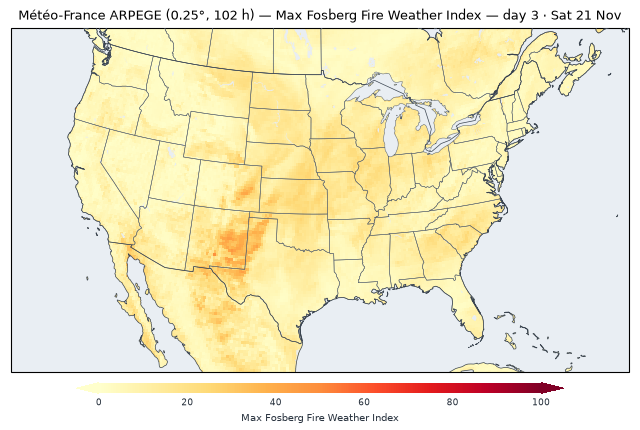 Météo-France ARPEGE (0.25°, 102 h) — Max Fosberg Fire Weather Index — day 3 · Sat 21 Nov
0 20 40 60 80 100
Max Fosberg Fire Weather Index